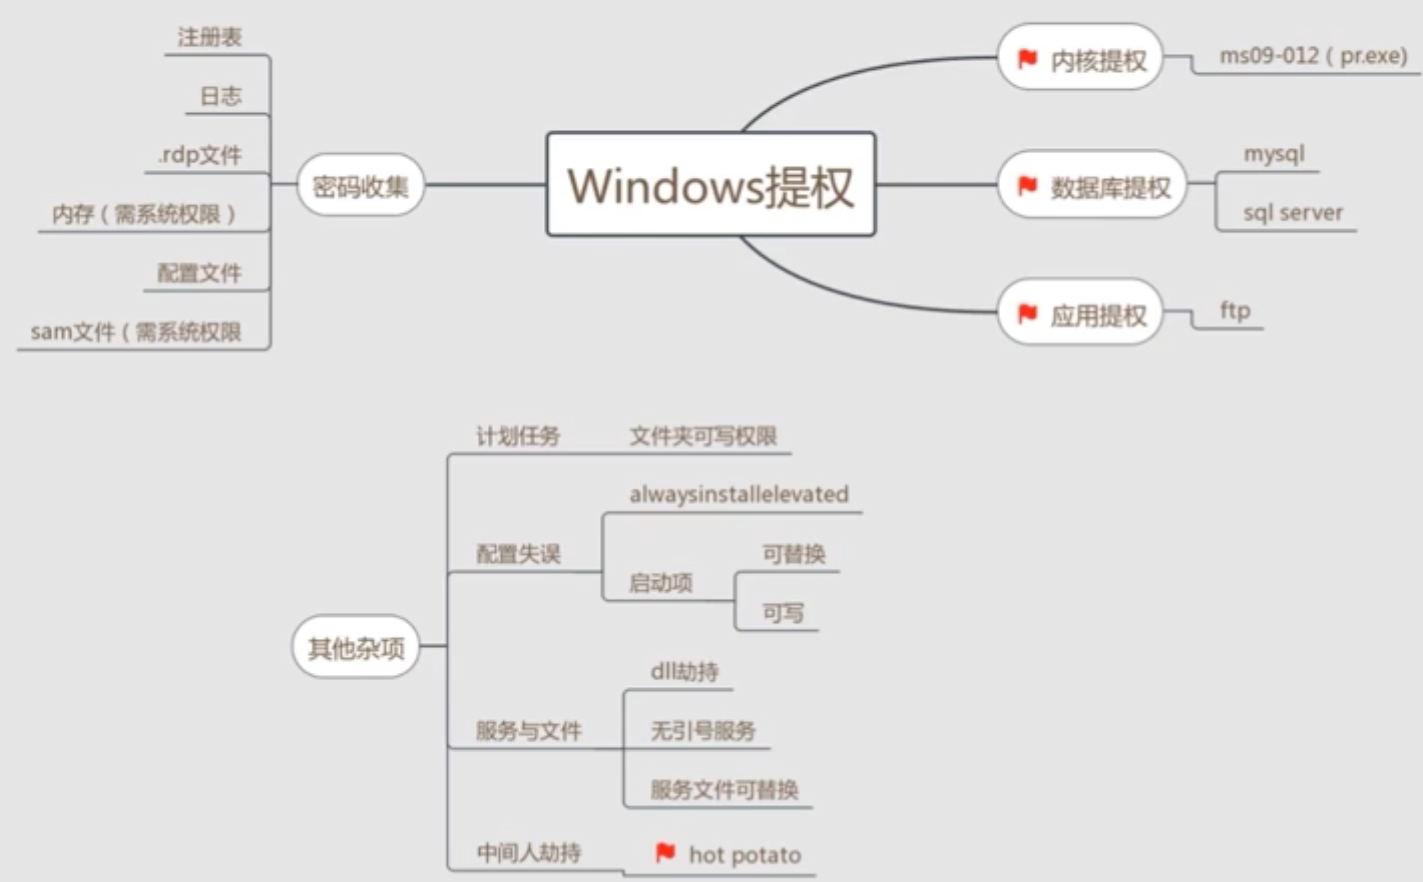 Windows提权
内核提权
ms09-012 ( pr.exe)
数据库提权
mysql
sql server
应用提权
ftp
密码收集
注册表
日志
.rdp文件
内存 ( 需系统权限 )
配置文件
sam文件 ( 需系统权限
其他杂项
计划任务
文件夹可写权限
配置失误
alwaysinstallelevated
启动项
可替换
可写
服务与文件
dll劫持
无引号服务
服务文件可替换
中间人劫持
hot potato